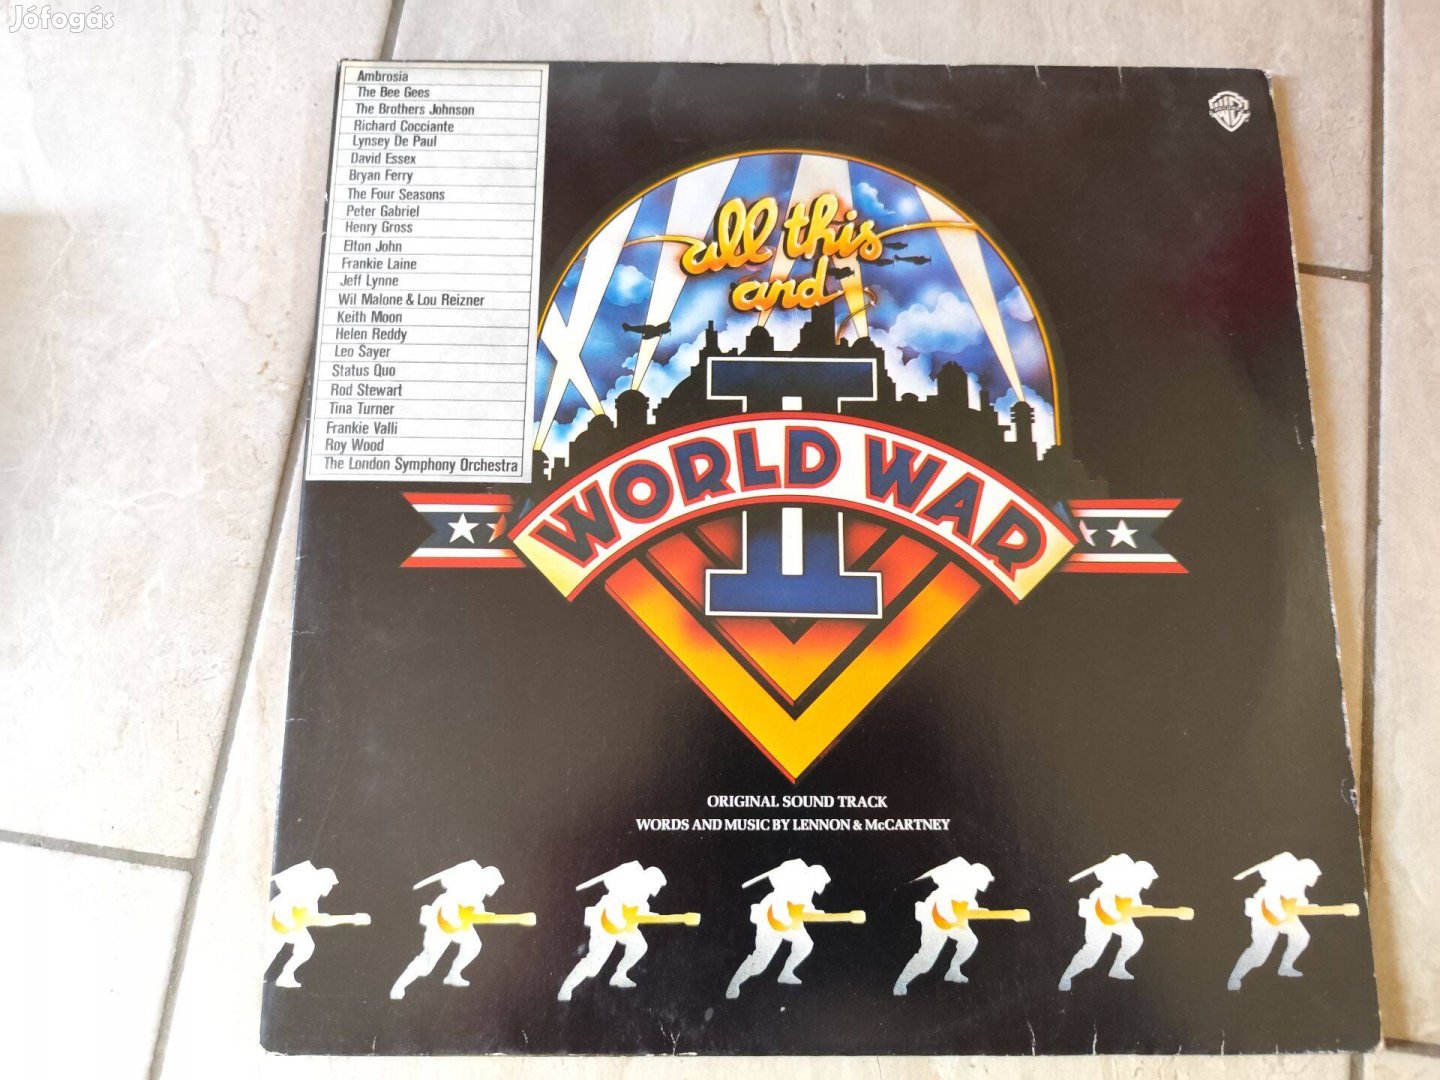 Jófogás
Ambrosia
The Bee Gees
The Brothers Johnson
Richard Cocciante
Lynsey De Paul
David Essex
Bryan Ferry
The Four Seasons
Peter Gabriel
Henry Gross
Elton John
Frankie Laine
Jeff Lynne
Wil Malone & Lou Reizner
Keith Moon
Helen Reddy
Leo Sayer
Status Quo
Rod Stewart
Tina Turner
Frankie Valli
Roy Wood
The London Symphony Orchestra
all this
and
WORLD WAR
II
ORIGINAL SOUND TRACK
WORDS AND MUSIC BY LENNON & McCARTNEY